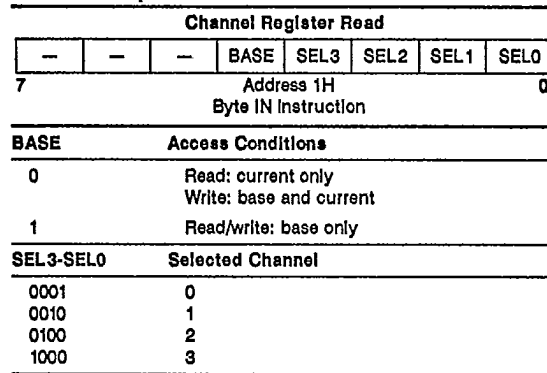 Channel Register Read
— — — BASE SEL3 SEL2 SEL1 SEL0
7 Address 1H 0
Byte IN Instruction
BASE Access Conditions
0 Read: current only
Write: base and current
1 Read/write: base only
SEL3-SEL0 Selected Channel
0001 0
0010 1
0100 2
1000 3